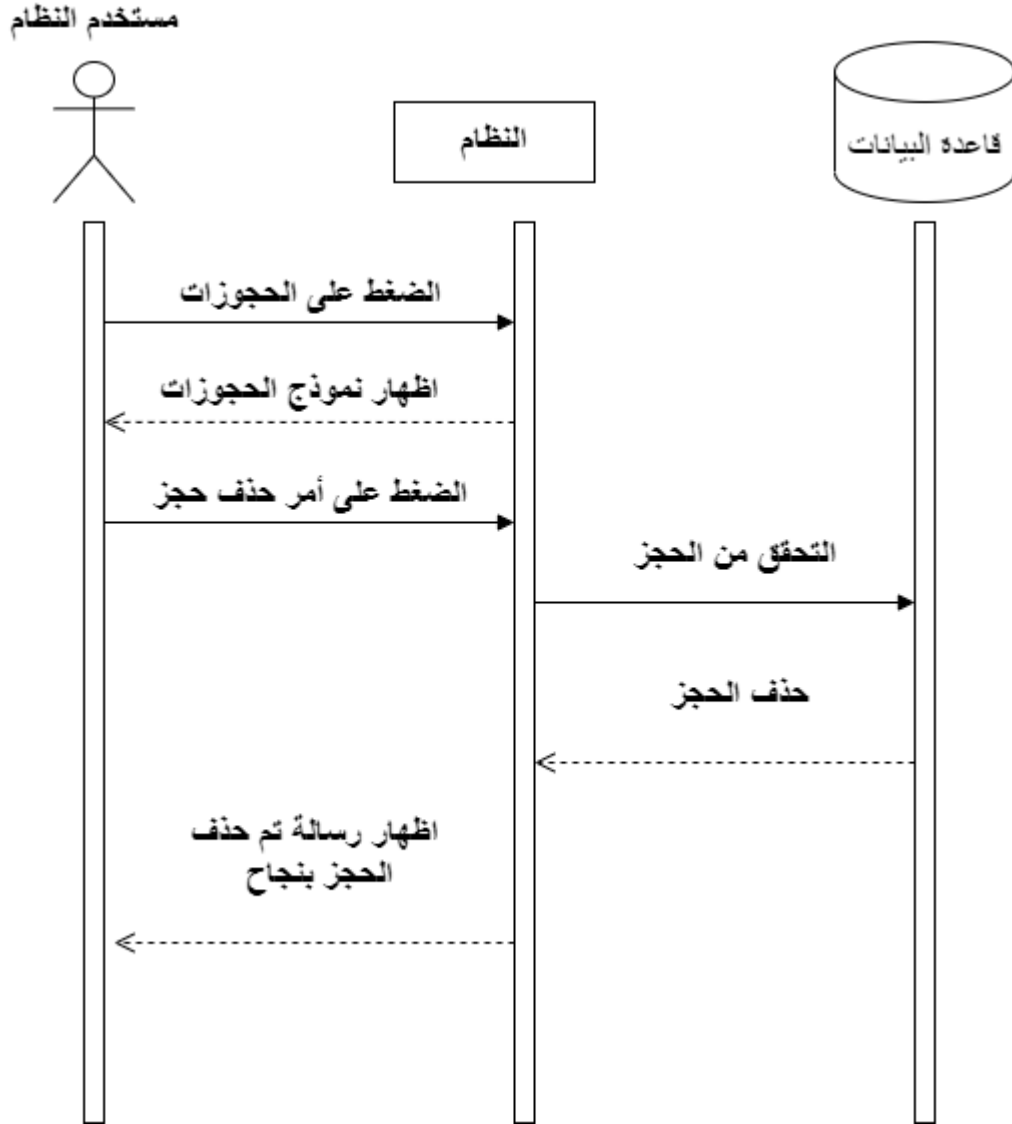 مستخدم النظام
النظام
قاعدة البيانات
الضغط على الحجوزات
اظهار نموذج الحجوزات
الضغط على أمر حذف حجز
التحقق من الحجز
حذف الحجز
اظهار رسالة تم حذف
الحجز بنجاح